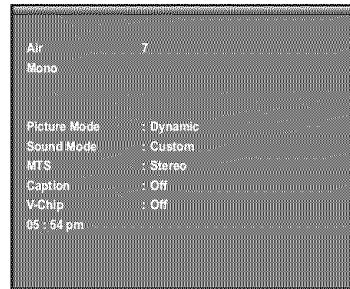 Air 7
Mono
Picture Mode : Dynamic
Sound Mode : Custom
MTS : Stereo
Caption : Off
V-Chip : Off
05 : 54 pm